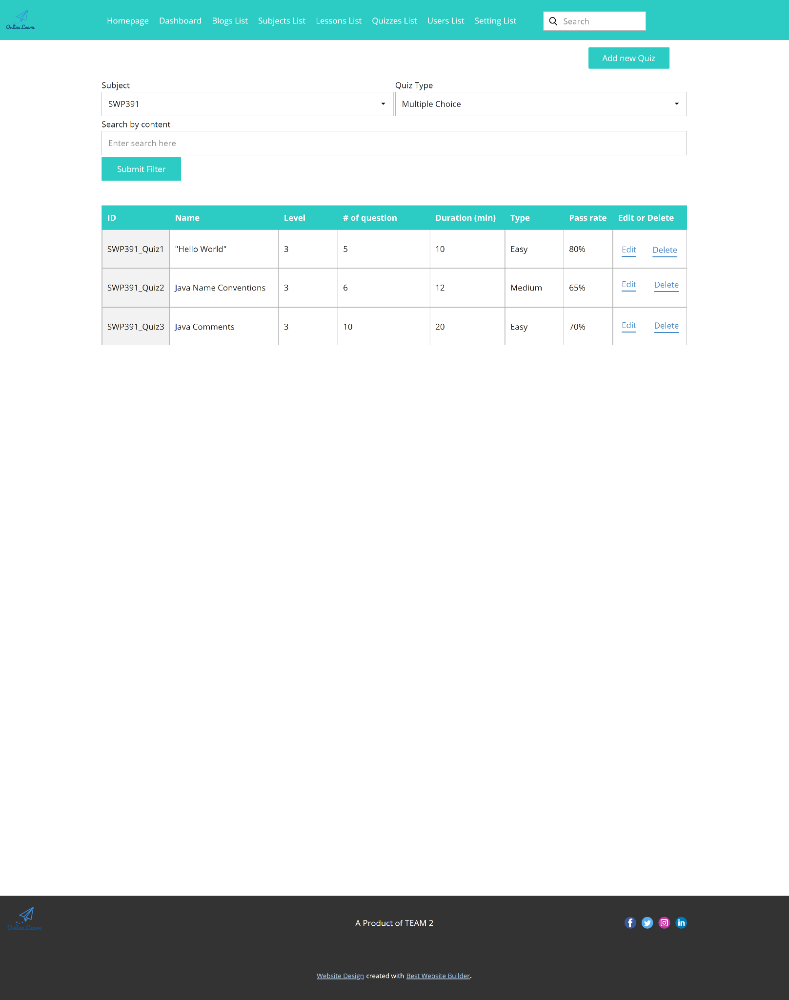 Online Learn
Homepage Dashboard Blogs List Subjects List Lessons List Quizzes List Users List Setting List Search
Add new Quiz
Subject Quiz Type
SWP391 Multiple Choice
Search by content
Enter search here
Submit Filter
ID Name Level # of question Duration (min) Type Pass rate Edit or Delete
SWP391_Quiz1 "Hello World" 3 5 10 Easy 80% Edit Delete
SWP391_Quiz2 Java Name Conventions 3 6 12 Medium 65% Edit Delete
SWP391_Quiz3 Java Comments 3 10 20 Easy 70% Edit Delete
Online Learn
A Product of TEAM 2
Website Design created with Best Website Builder.